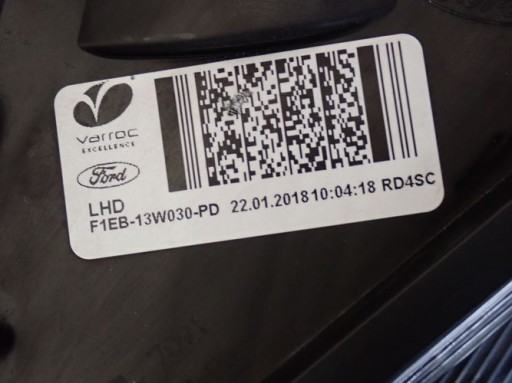 varroc
EXCELLENCE
Ford
LHD
F1EB-13W030-PD 22.01.2018 10:04:18 RD4SC